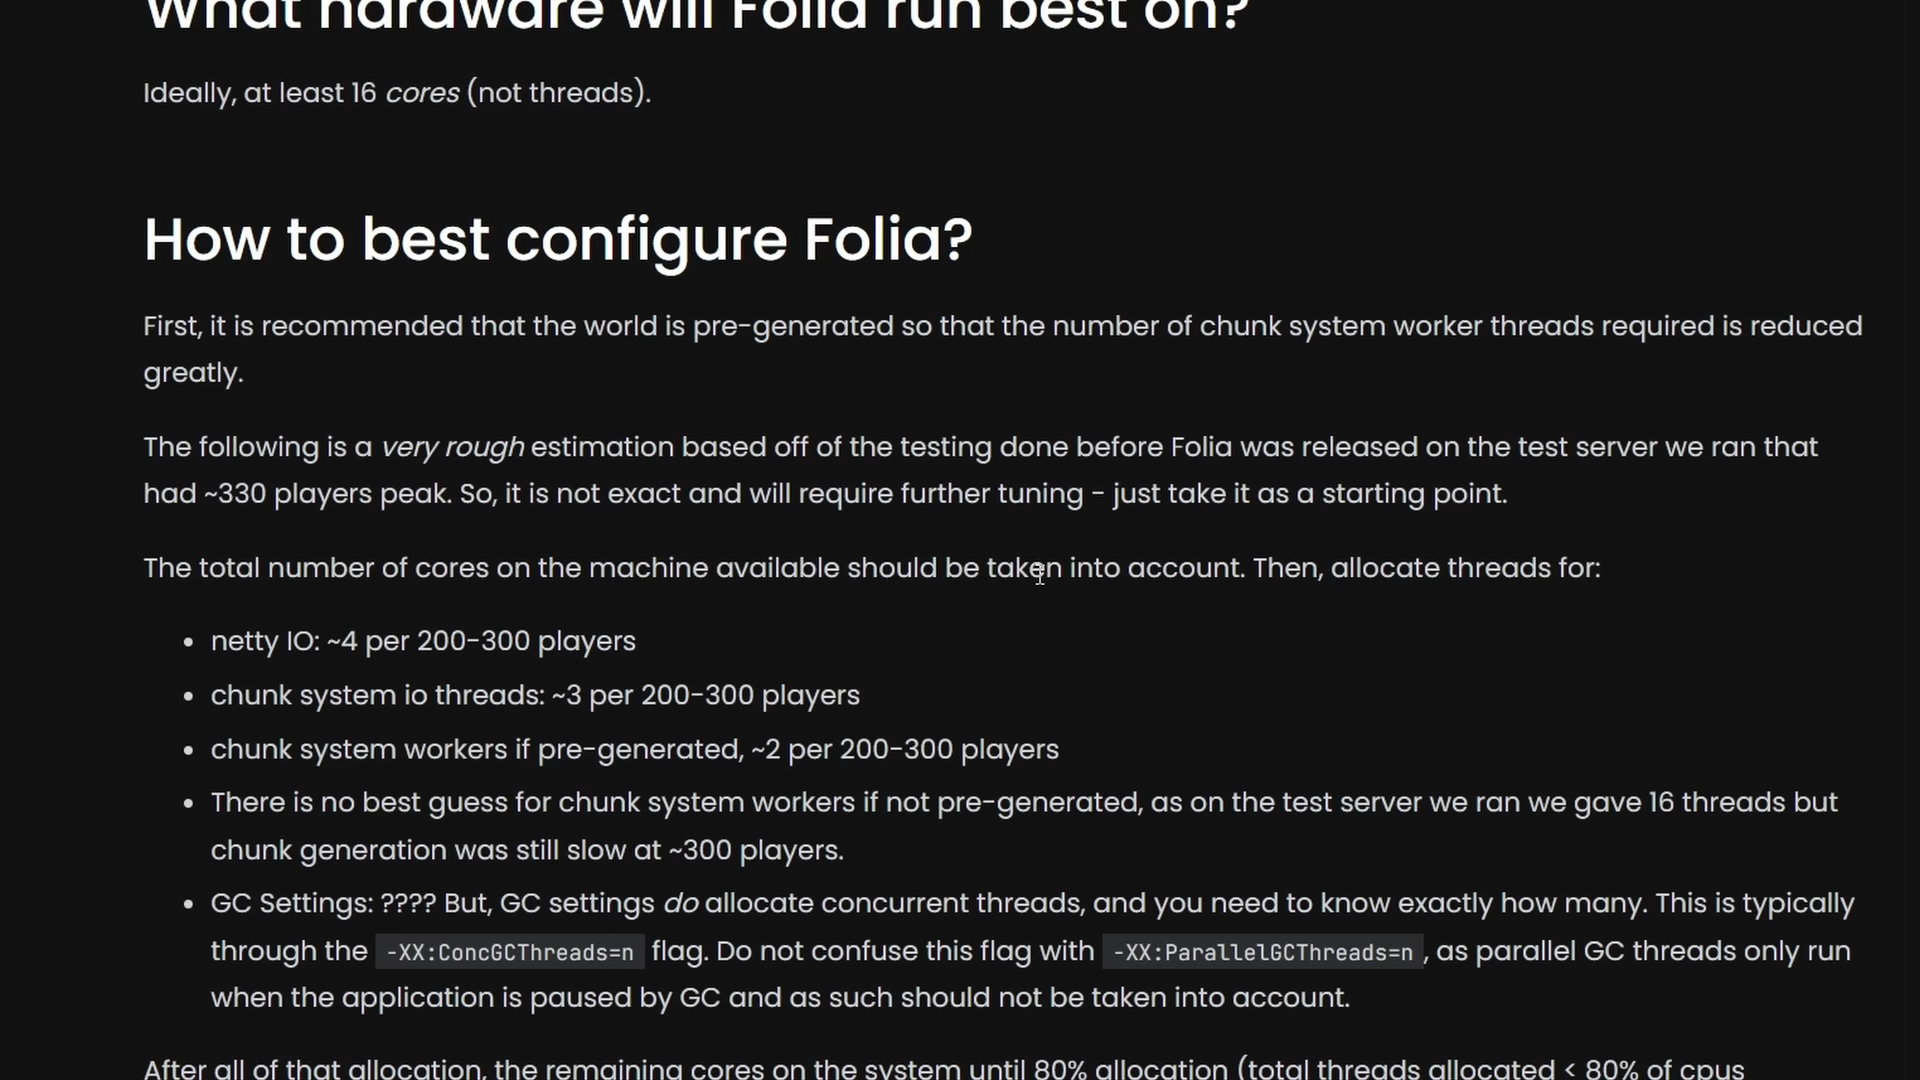 What hardware will Folia run best on?
Ideally, at least 16 cores (not threads).
How to best configure Folia?
First, it is recommended that the world is pre-generated so that the number of chunk system worker threads required is reduced
greatly.
The following is a very rough estimation based off of the testing done before Folia was released on the test server we ran that
had ~330 players peak. So, it is not exact and will require further tuning - just take it as a starting point.
The total number of cores on the machine available should be taken into account. Then, allocate threads for:
• netty IO: ~4 per 200-300 players
• chunk system io threads: ~3 per 200-300 players
• chunk system workers if pre-generated, ~2 per 200-300 players
• There is no best guess for chunk system workers if not pre-generated, as on the test server we ran we gave 16 threads but
chunk generation was still slow at ~300 players.
• GC Settings: ???? But, GC settings do allocate concurrent threads, and you need to know exactly how many. This is typically
through the -XX:ConcGCThreads=n flag. Do not confuse this flag with -XX:ParallelGCThreads=n , as parallel GC threads only run
when the application is paused by GC and as such should not be taken into account.
After all of that allocation, the remaining cores on the system until 80% allocation (total threads allocated < 80% of cpus